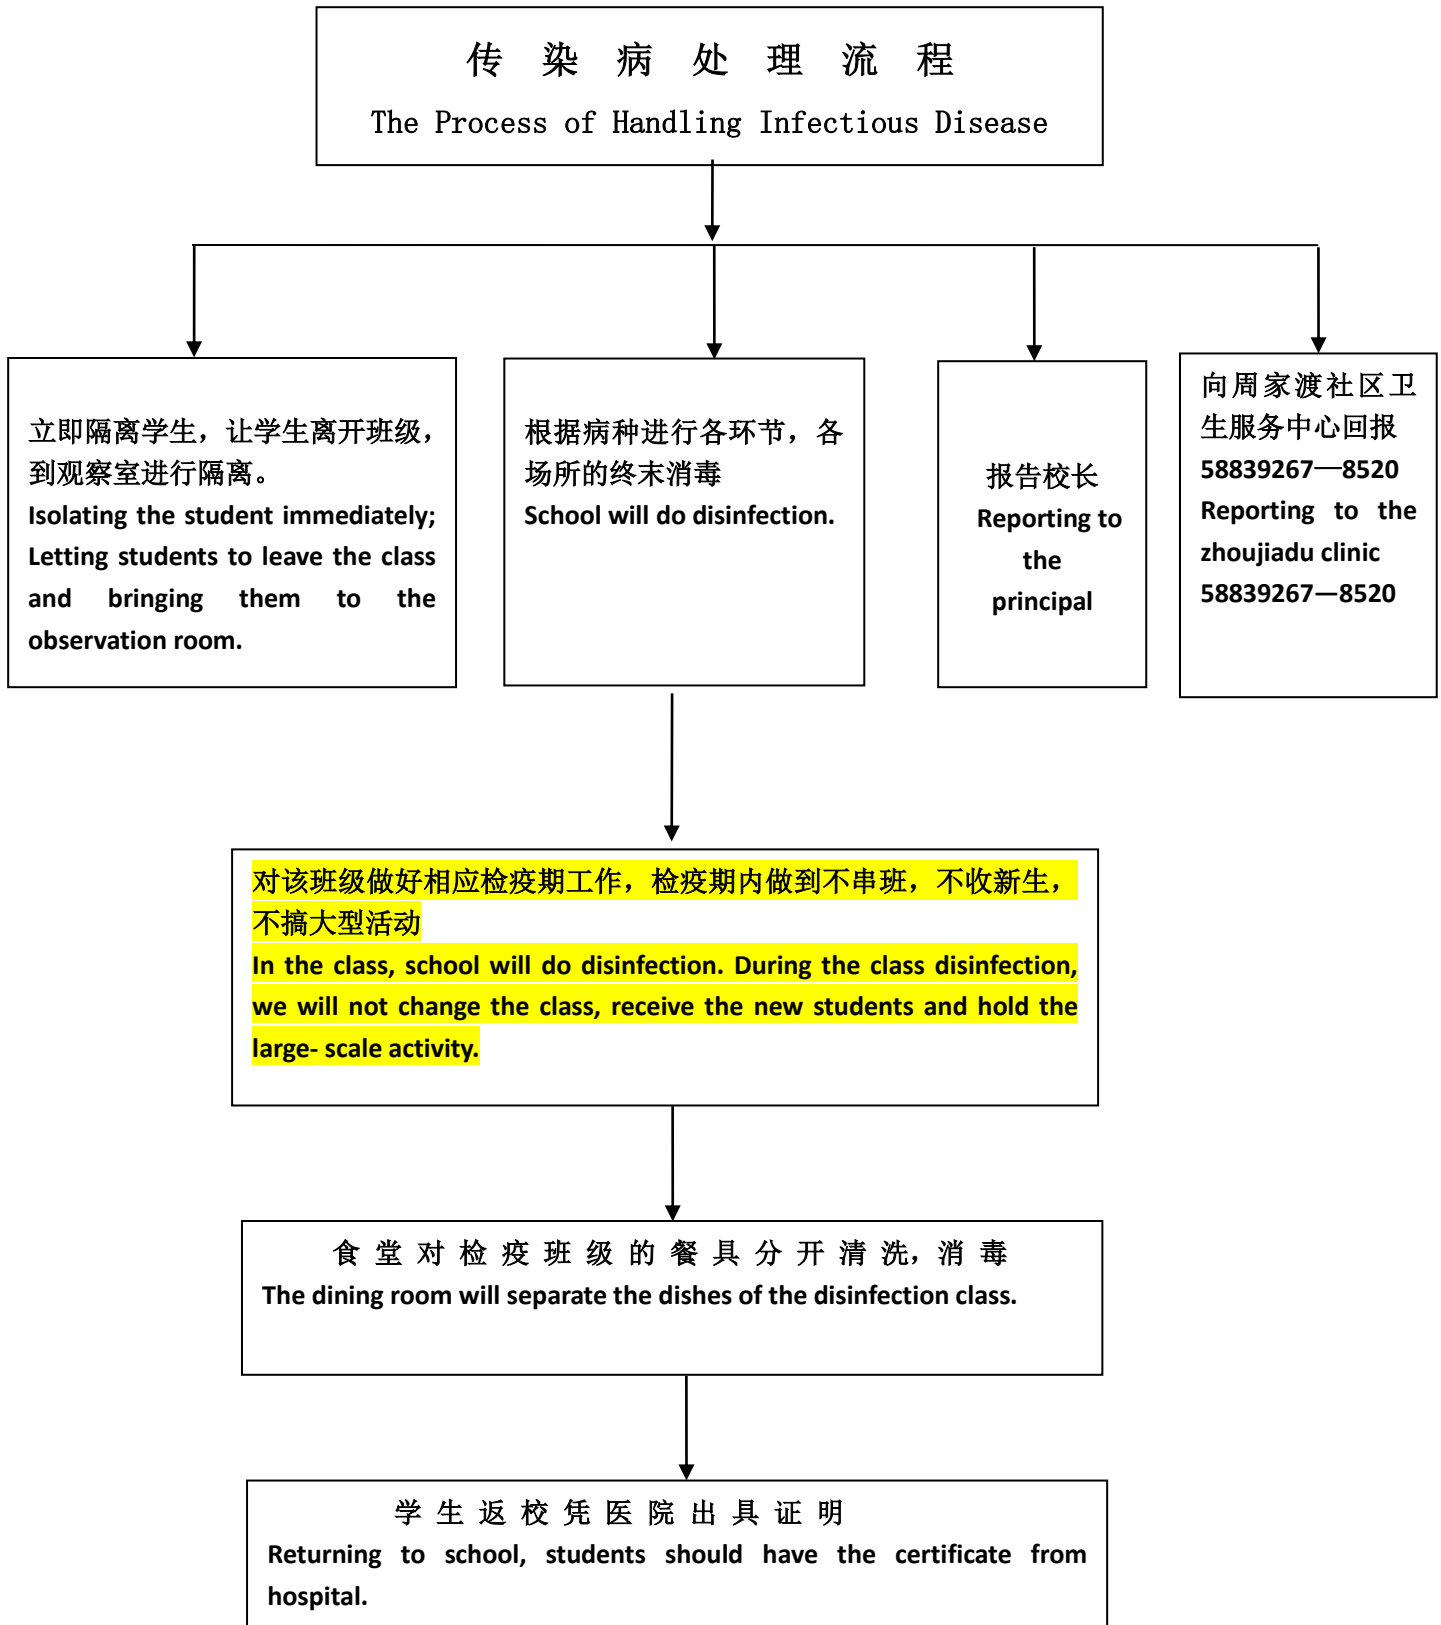 传染病处理流程
The Process of Handling Infectious Disease
立即隔离学生，让学生离开班级，
到观察室进行隔离。
Isolating the student immediately;
Letting students to leave the class
and bringing them to the
observation room.
根据病种进行各环节，各
场所的终末消毒
School will do disinfection.
报告校长
Reporting to
the
principal
向周家渡社区卫
生服务中心回报
58839267—8520
Reporting to the
zhoujiadu clinic
58839267—8520
对该班级做好相应检疫期工作，检疫期内做到不串班，不收新生，
不搞大型活动
In the class, school will do disinfection. During the class disinfection,
we will not change the class, receive the new students and hold the
large- scale activity.
食堂对检疫班级的餐具分开清洗，消毒
The dining room will separate the dishes of the disinfection class.
学生返校凭医院出具证明
Returning to school, students should have the certificate from
hospital.